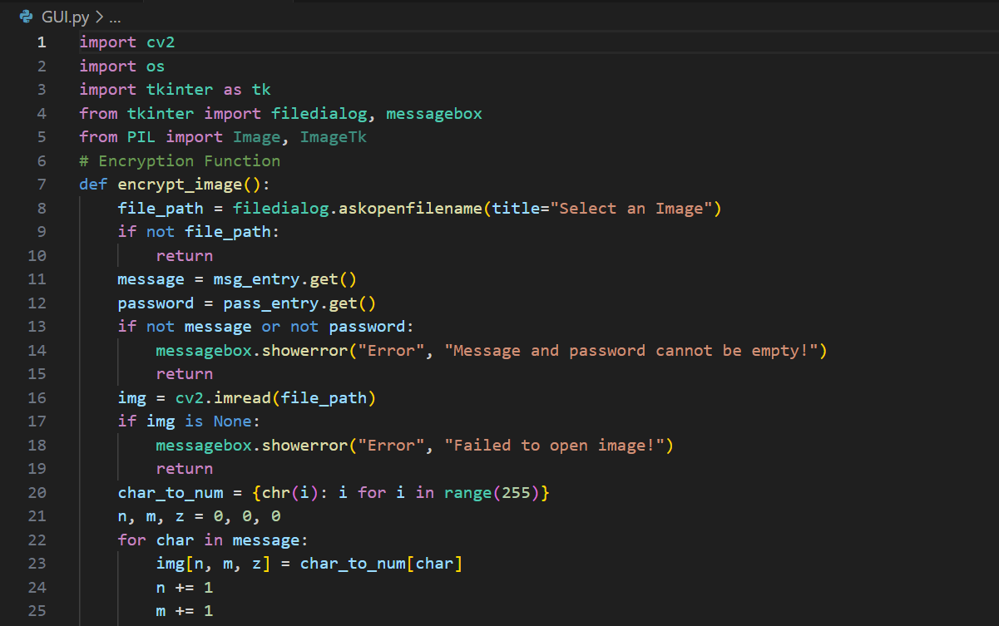 GUI.py > ...
1 import cv2
2 import os
3 import tkinter as tk
4 from tkinter import filedialog, messagebox
5 from PIL import Image, ImageTk
6 # Encryption Function
7 def encrypt_image():
8     file_path = filedialog.askopenfilename(title="Select an Image")
9     if not file_path:
10         return
11     message = msg_entry.get()
12     password = pass_entry.get()
13     if not message or not password:
14         messagebox.showerror("Error", "Message and password cannot be empty!")
15         return
16     img = cv2.imread(file_path)
17     if img is None:
18         messagebox.showerror("Error", "Failed to open image!")
19         return
20     char_to_num = {chr(i): i for i in range(255)}
21     n, m, z = 0, 0, 0
22     for char in message:
23         img[n, m, z] = char_to_num[char]
24         n += 1
25         m += 1